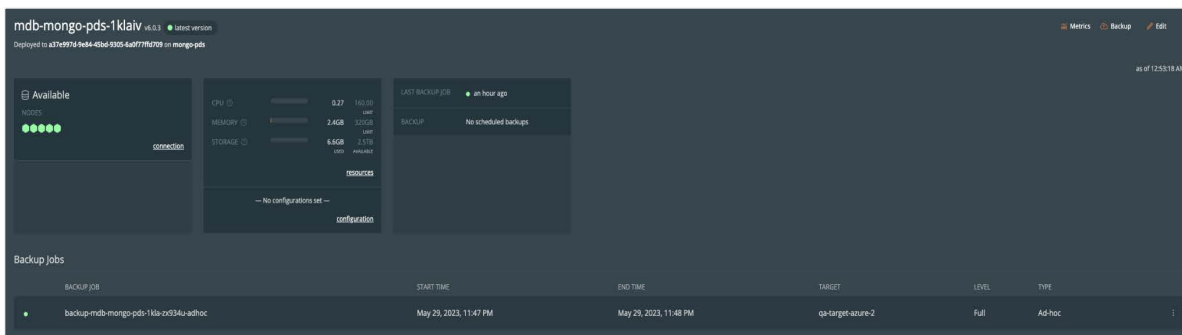 mdb-mongo-pds-1klaiv v6.0.3 latest version
Metrics Backup Edit
Deployed to a37e997d-9e84-45bd-9305-6a0f77ffd709 on mongo-pds
as of 12:53:18 AM
Available
NODES
connection
CPU 0.27 160.00
LIMIT
MEMORY 2.4GB 320GB
LIMIT
STORAGE 6.6GB 2.5TB
USED AVAILABLE
resources
— No configurations set —
configuration
LAST BACKUP JOB an hour ago
BACKUP No scheduled backups
Backup Jobs
BACKUP JOB START TIME END TIME TARGET LEVEL TYPE
backup-mdb-mongo-pds-1kla-zx934u-adhoc May 29, 2023, 11:47 PM May 29, 2023, 11:48 PM qa-target-azure-2 Full Ad-hoc